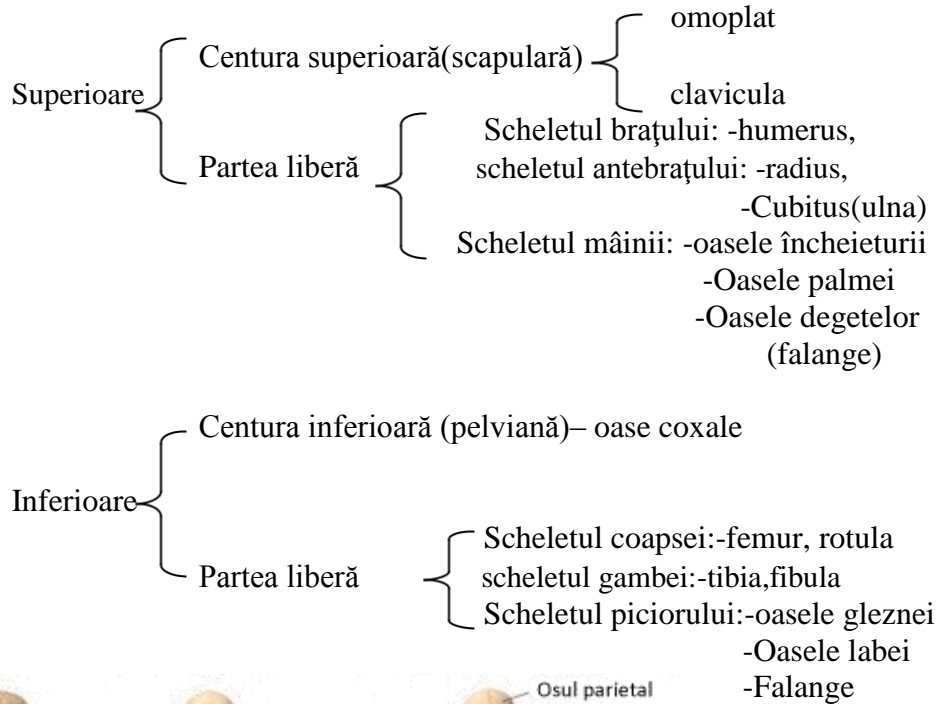 omoplat
Centura superioară(scapulară)
Superioare
clavicula
Scheletul braţului: -humerus,
Partea liberă
scheletul antebraţului: -radius,
-Cubitus(ulna)
Scheletul mâinii: -oasele încheieturii
-Oasele palmei
-Oasele degetelor
(falange)
Centura inferioară (pelviană)– oase coxale
Inferioare
Scheletul coapsei:-femur, rotula
Partea liberă
scheletul gambei:-tibia,fibula
Scheletul piciorului:-oasele gleznei
-Oasele labei
-Falange
Osul parietal